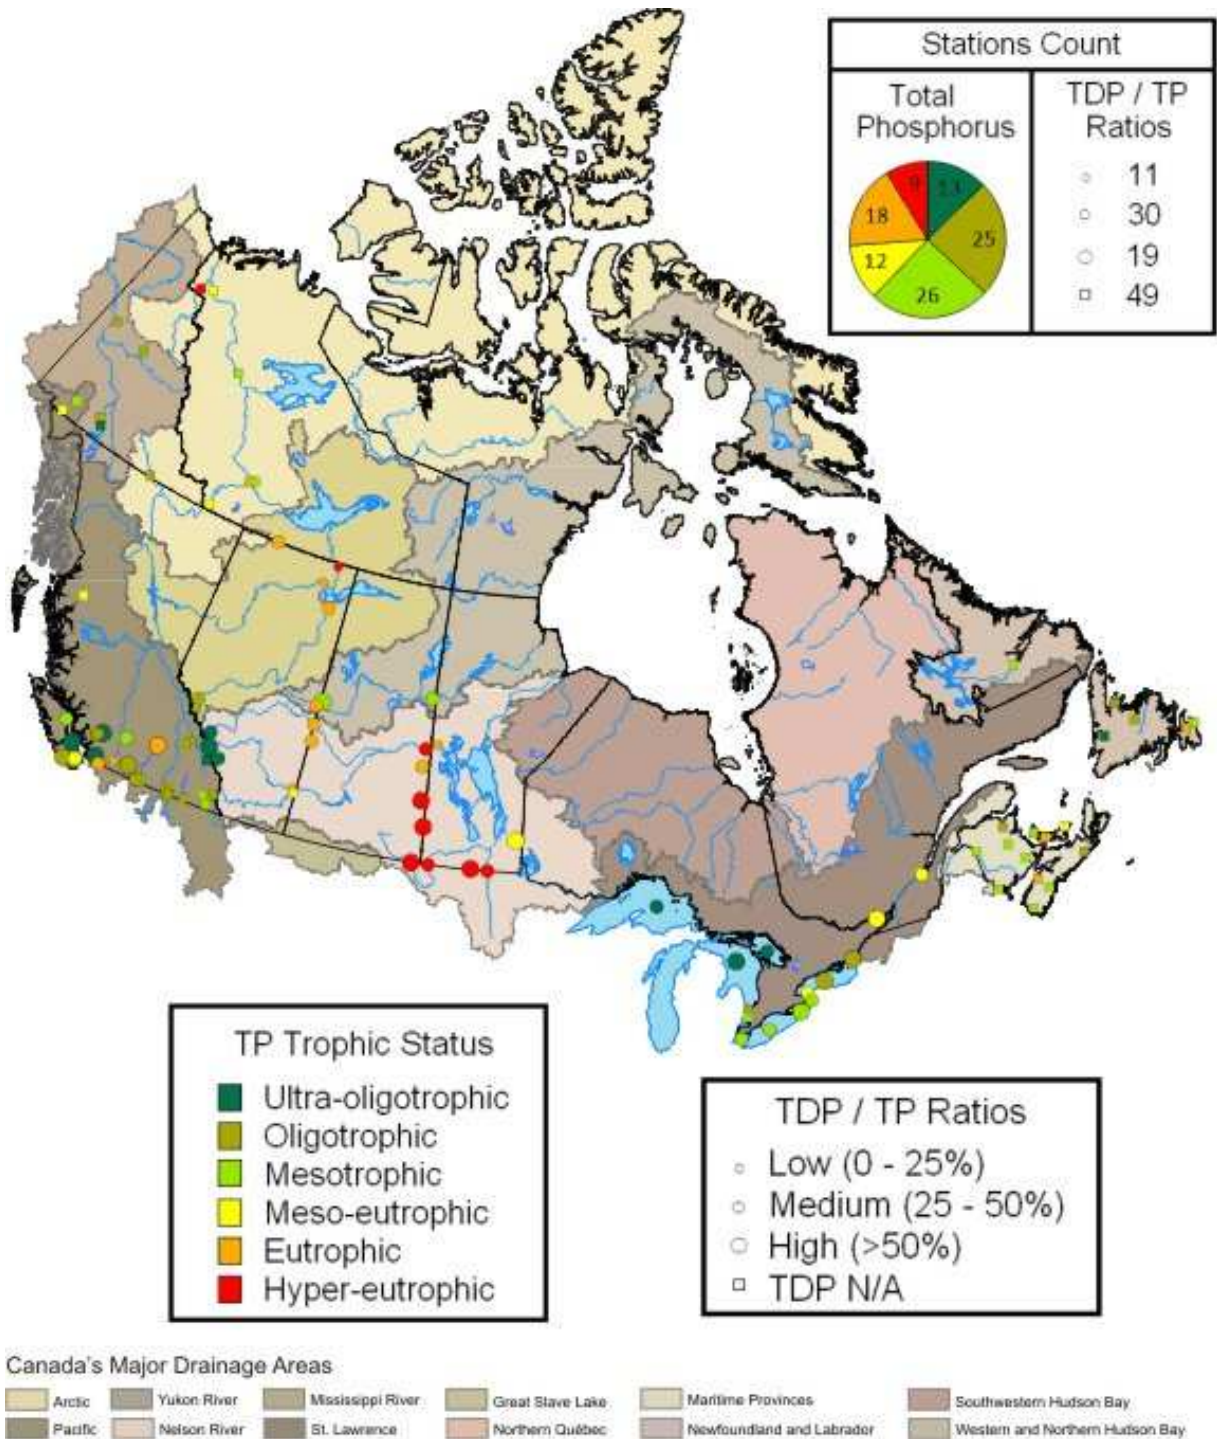 Stations Count
Total
Phosphorus
TDP / TP
Ratios
9
13
18
25
12
26
11
30
19
49
TP Trophic Status
Ultra-oligotrophic
Oligotrophic
Mesotrophic
Meso-eutrophic
Eutrophic
Hyper-eutrophic
TDP / TP Ratios
Low (0 - 25%)
Medium (25 - 50%)
High (>50%)
TDP N/A
Canada's Major Drainage Areas
Arctic
Yukon River
Mississippi River
Great Slave Lake
Maritime Provinces
Southwestern Hudson Bay
Pacific
Nelson River
St. Lawrence
Northern Québec
Newfoundland and Labrador
Western and Northern Hudson Bay